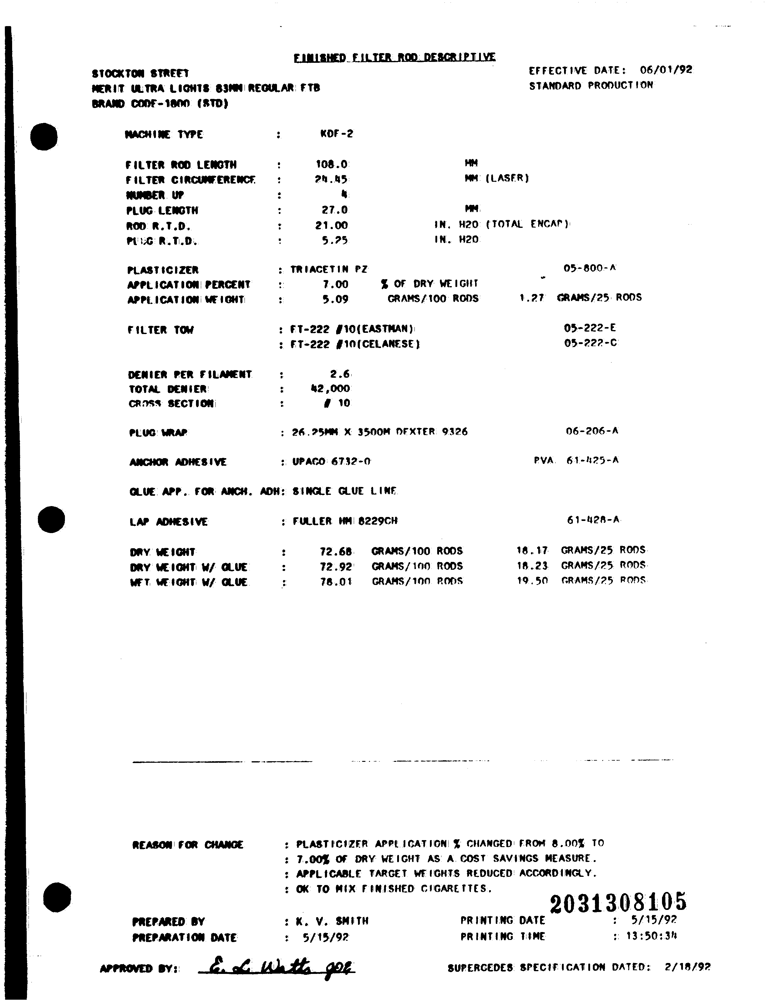 FINISHED FILTER ROD DESCRIPTIVE
STOCKTON STREET EFFECTIVE DATE: 06/01/92
MERIT ULTRA LIGHTS 83MM REGULAR FTB STANDARD PRODUCTION
BRAND CODE-1800 (STD)
MACHINE TYPE : KDF-2
FILTER ROD LENGTH : 108.0 MM
FILTER CIRCUMFERENCE : 24.45 MM (LASER)
NUMBER UP : 4
PLUG LENGTH : 27.0 MM
ROD R.T.D. : 21.00 IN. H2O (TOTAL ENCAP)
PLUG R.T.D. : 5.25 IN. H2O
PLASTICIZER : TRIACETIN PZ 05-800-A
APPLICATION PERCENT : 7.00 % OF DRY WEIGHT
APPLICATION WEIGHT : 5.09 GRAMS/100 RODS 1.27 GRAMS/25 RODS
FILTER TOW : FT-222 #10(EASTMAN) 05-222-E
: FT-222 #10(CELANESE) 05-222-C
DENIER PER FILAMENT : 2.6
TOTAL DENIER : 42,000
CROSS SECTION : # 10
PLUG WRAP : 26.25MM X 3500M DEXTER 9326 06-206-A
ANCHOR ADHESIVE : UPACO 6732-0 PVA 61-425-A
GLUE APP. FOR ANCH. ADH: SINGLE GLUE LINE
LAP ADHESIVE : FULLER HM 8229CH 61-428-A
DRY WEIGHT : 72.68 GRAMS/100 RODS 18.17 GRAMS/25 RODS
DRY WEIGHT W/ GLUE : 72.92 GRAMS/100 RODS 18.23 GRAMS/25 RODS
WET WEIGHT W/ GLUE : 78.01 GRAMS/100 RODS 19.50 GRAMS/25 RODS
REASON FOR CHANGE : PLASTICIZER APPLICATION % CHANGED FROM 8.00% TO
: 7.00% OF DRY WEIGHT AS A COST SAVINGS MEASURE.
: APPLICABLE TARGET WEIGHTS REDUCED ACCORDINGLY.
: OK TO MIX FINISHED CIGARETTES.
2031308105
PREPARED BY : K. V. SMITH PRINTING DATE : 5/15/92
PREPARATION DATE : 5/15/92 PRINTING TIME : 13:50:34
APPROVED BY: E. L. Watts SUPERCEDES SPECIFICATION DATED: 2/18/92